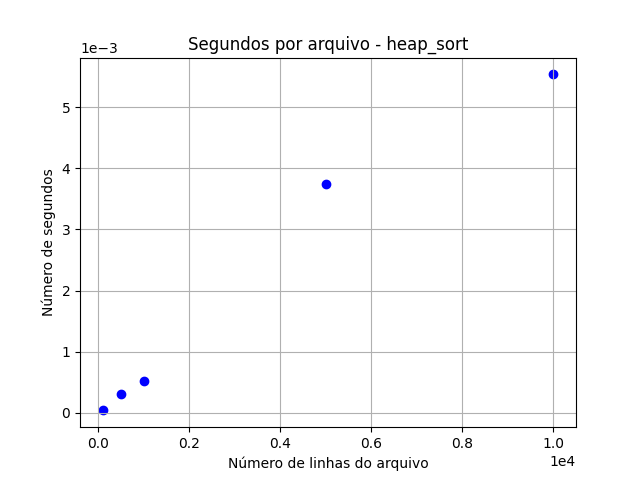 Segundos por arquivo - heap_sort
1e−3
5
4
3
2
1
0
Número de segundos
0.0 0.2 0.4 0.6 0.8 1.0
1e4
Número de linhas do arquivo